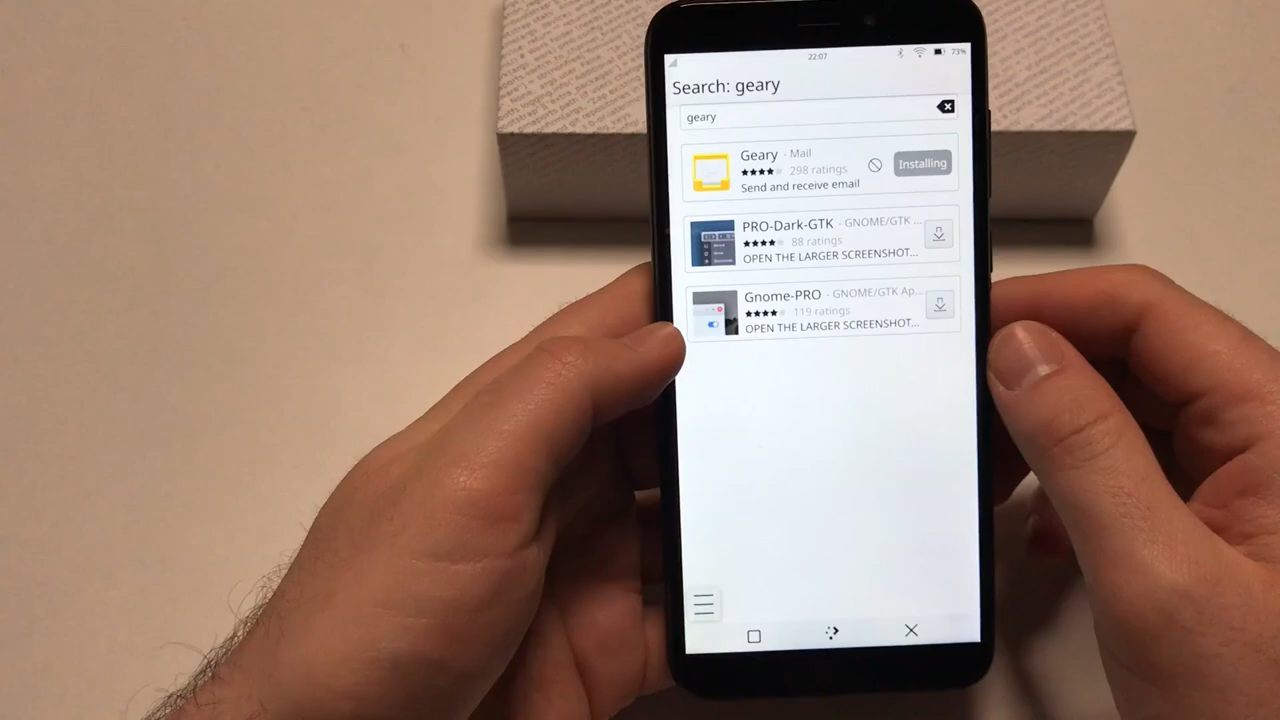 22:07
73%
Search: geary
geary
Geary - Mail
298 ratings
Installing
Send and receive email
PRO-Dark-GTK - GNOME/GTK ...
88 ratings
OPEN THE LARGER SCREENSHOT...
Gnome-PRO - GNOME/GTK Ap...
119 ratings
OPEN THE LARGER SCREENSHOT...